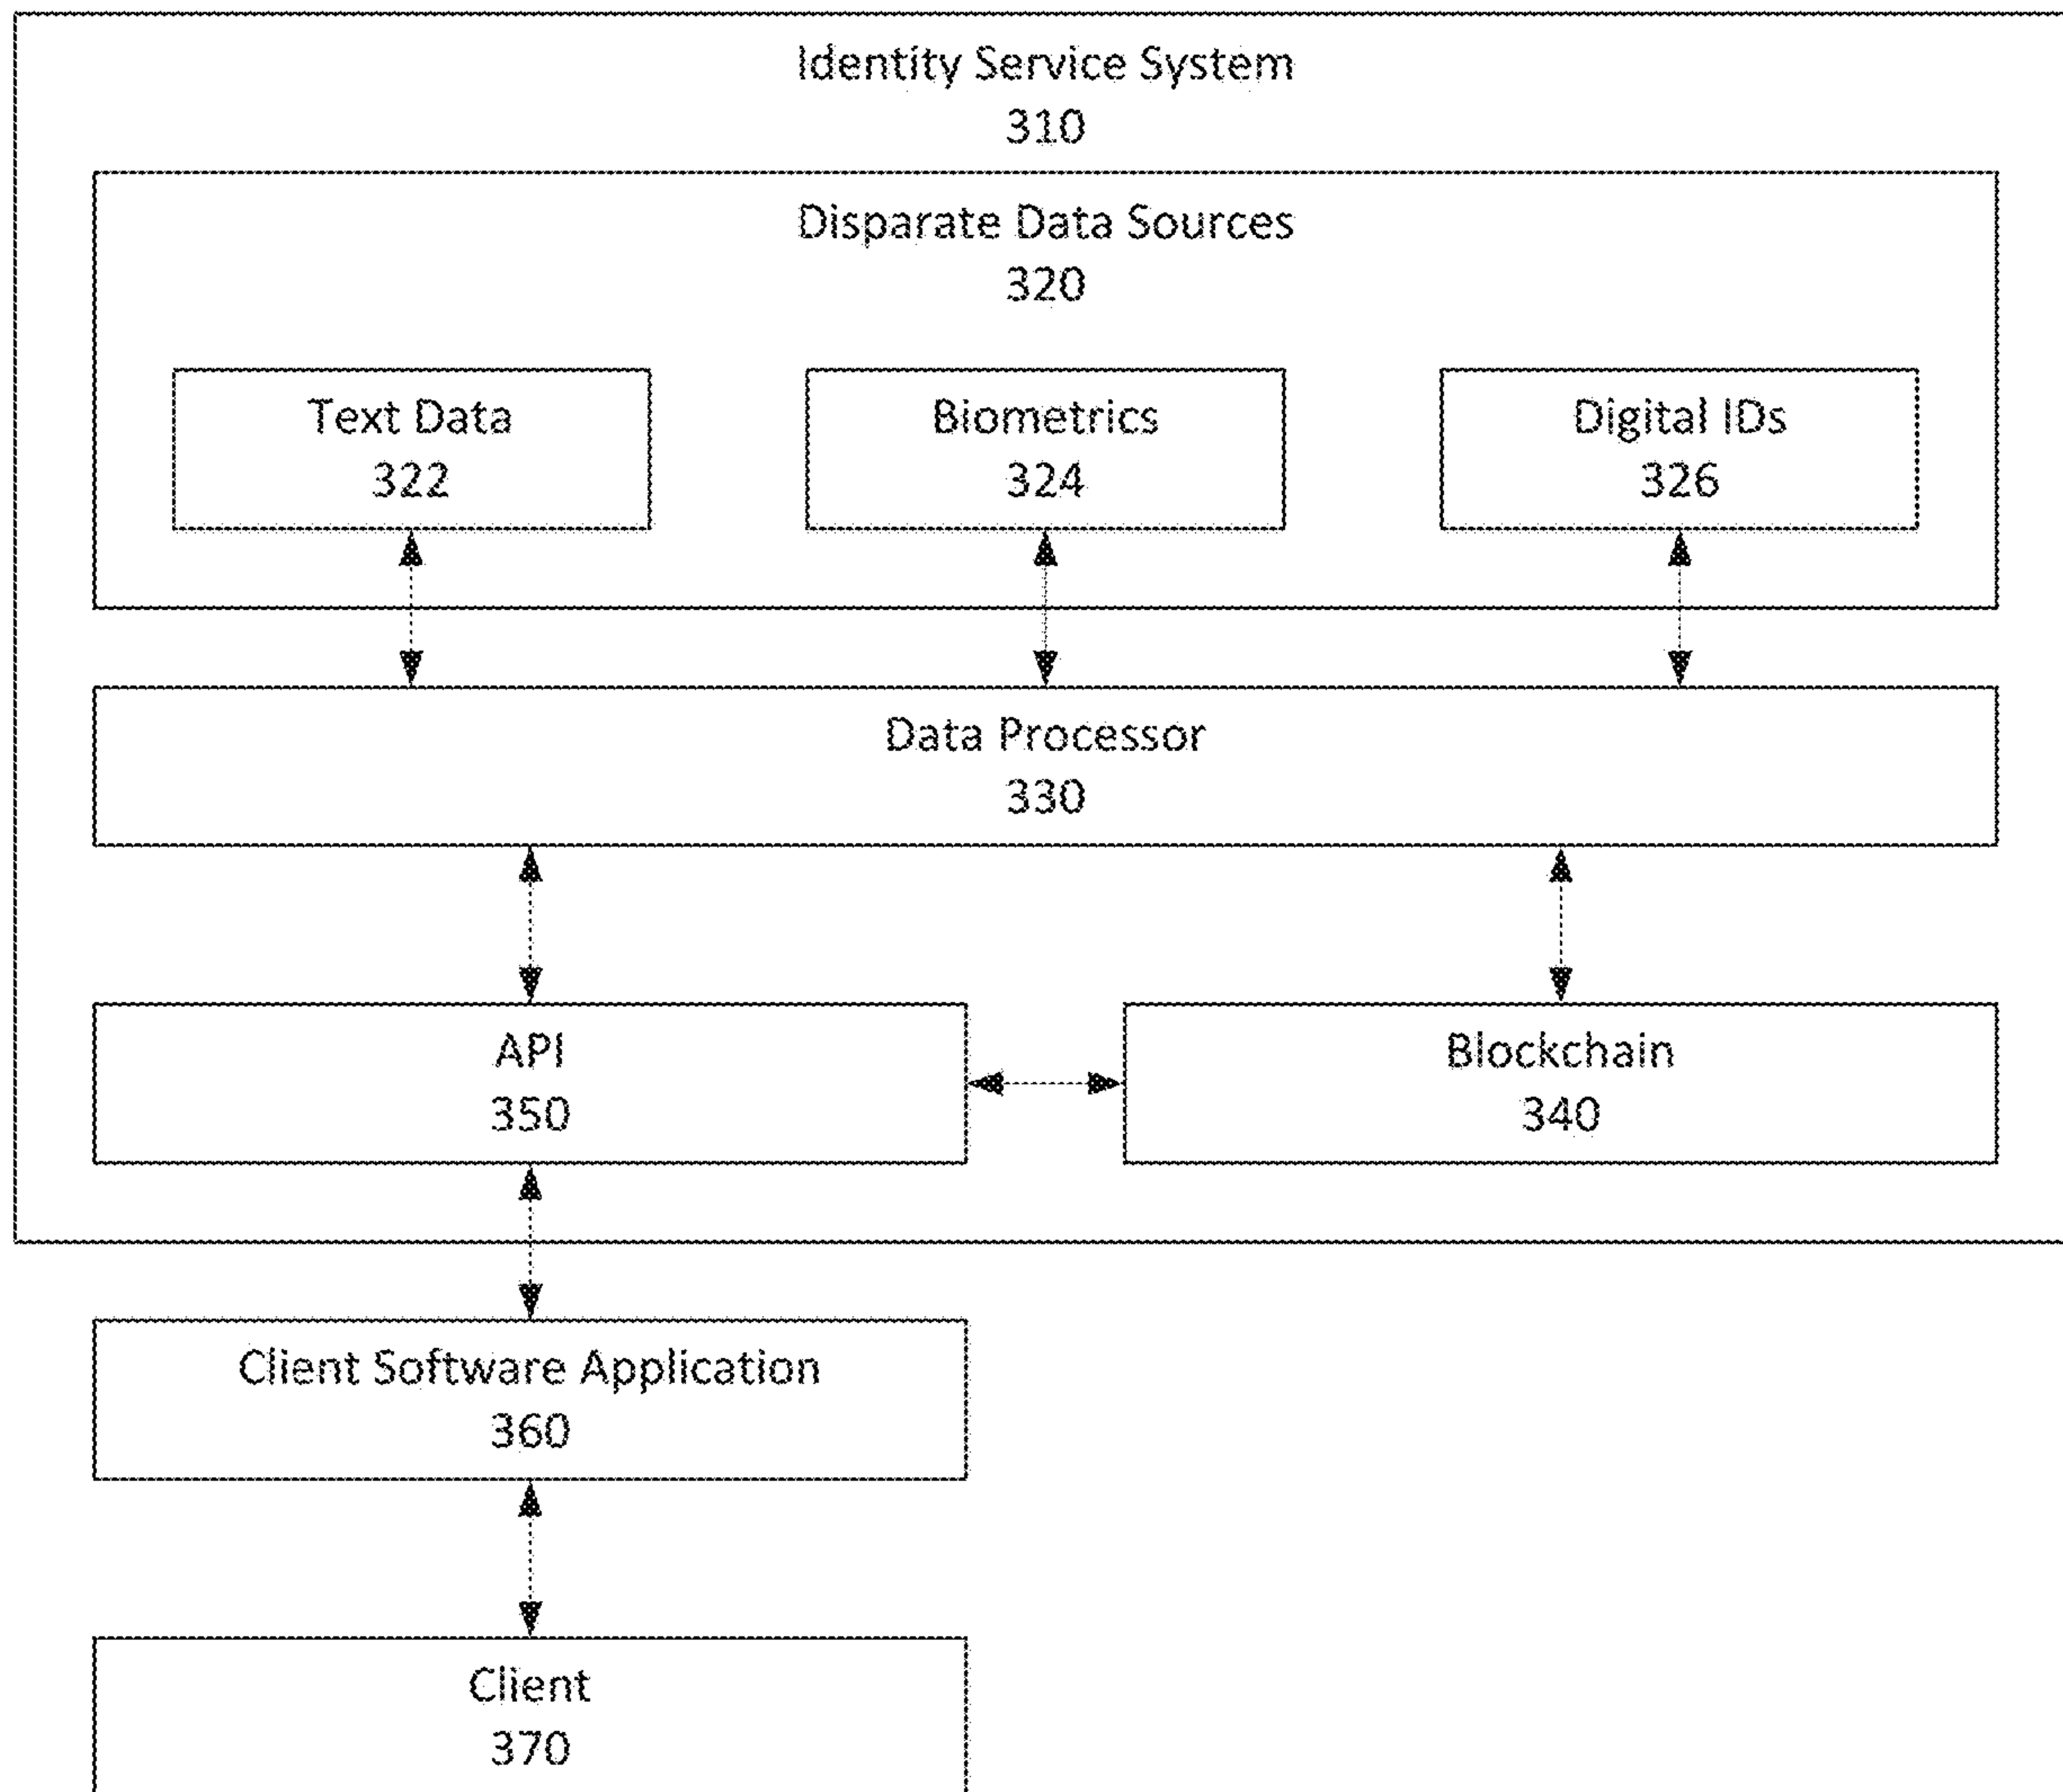 Identity Service System
310
Disparate Data Sources
320
Text Data
322
Biometrics
324
Digital IDs
326
Data Processor
330
API
350
Blockchain
340
Client Software Application
360
Client
370